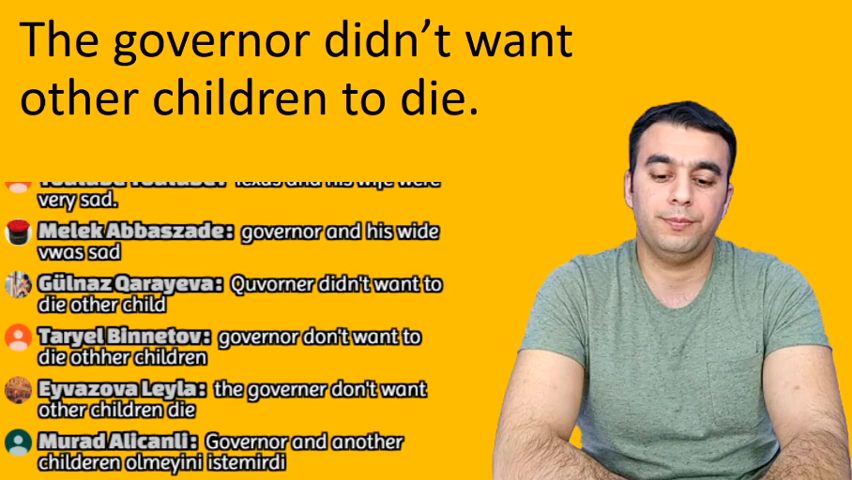 The governor didn't want
other children to die.
very sad.
Melek Abbaszade: governor and his wide
vwas sad
Gülnaz Qarayeva: Quvorner didn't want to
die other child
Taryel Binnetov: governor don't want to
die othher children
Eyvazova Leyla: the governer don't want
other children die
Murad Alicanli: Governor and another
childeren olmeyini istemirdi